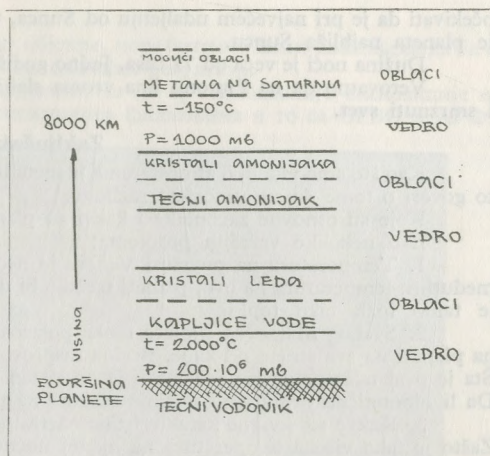 MOGUĆI OBLACI
METANA NA SATURNU
OBLACI
t = -150°C
8000 KM
VEDRO
P = 1000 mb
KRISTALI AMONIJAKA
OBLACI
TEČNI AMONIJAK
VEDRO
KRISTALI LEDA
OBLACI
KAPLJICE VODE
VISINA
t = 2000°C
VEDRO
P = 200·10⁶ mb
POVRŠINA
PLANETE
TEČNI VODONIK